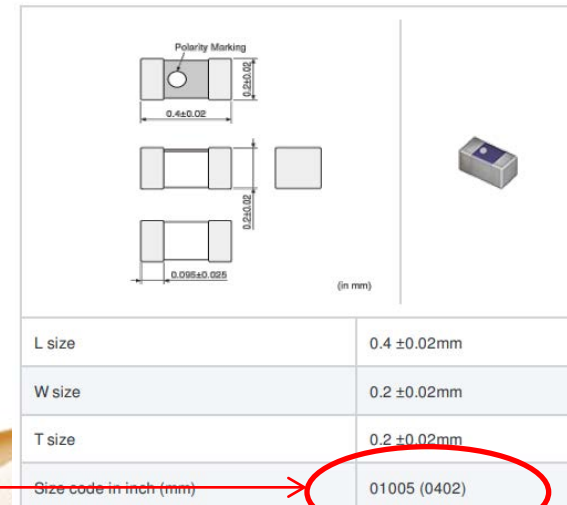 Polarity Marking
0.2±0.02
0.4±0.02
0.2±0.02
0.095±0.025
(in mm)
L size 0.4 ±0.02mm
W size 0.2 ±0.02mm
T size 0.2 ±0.02mm
Size code in inch (mm) 01005 (0402)